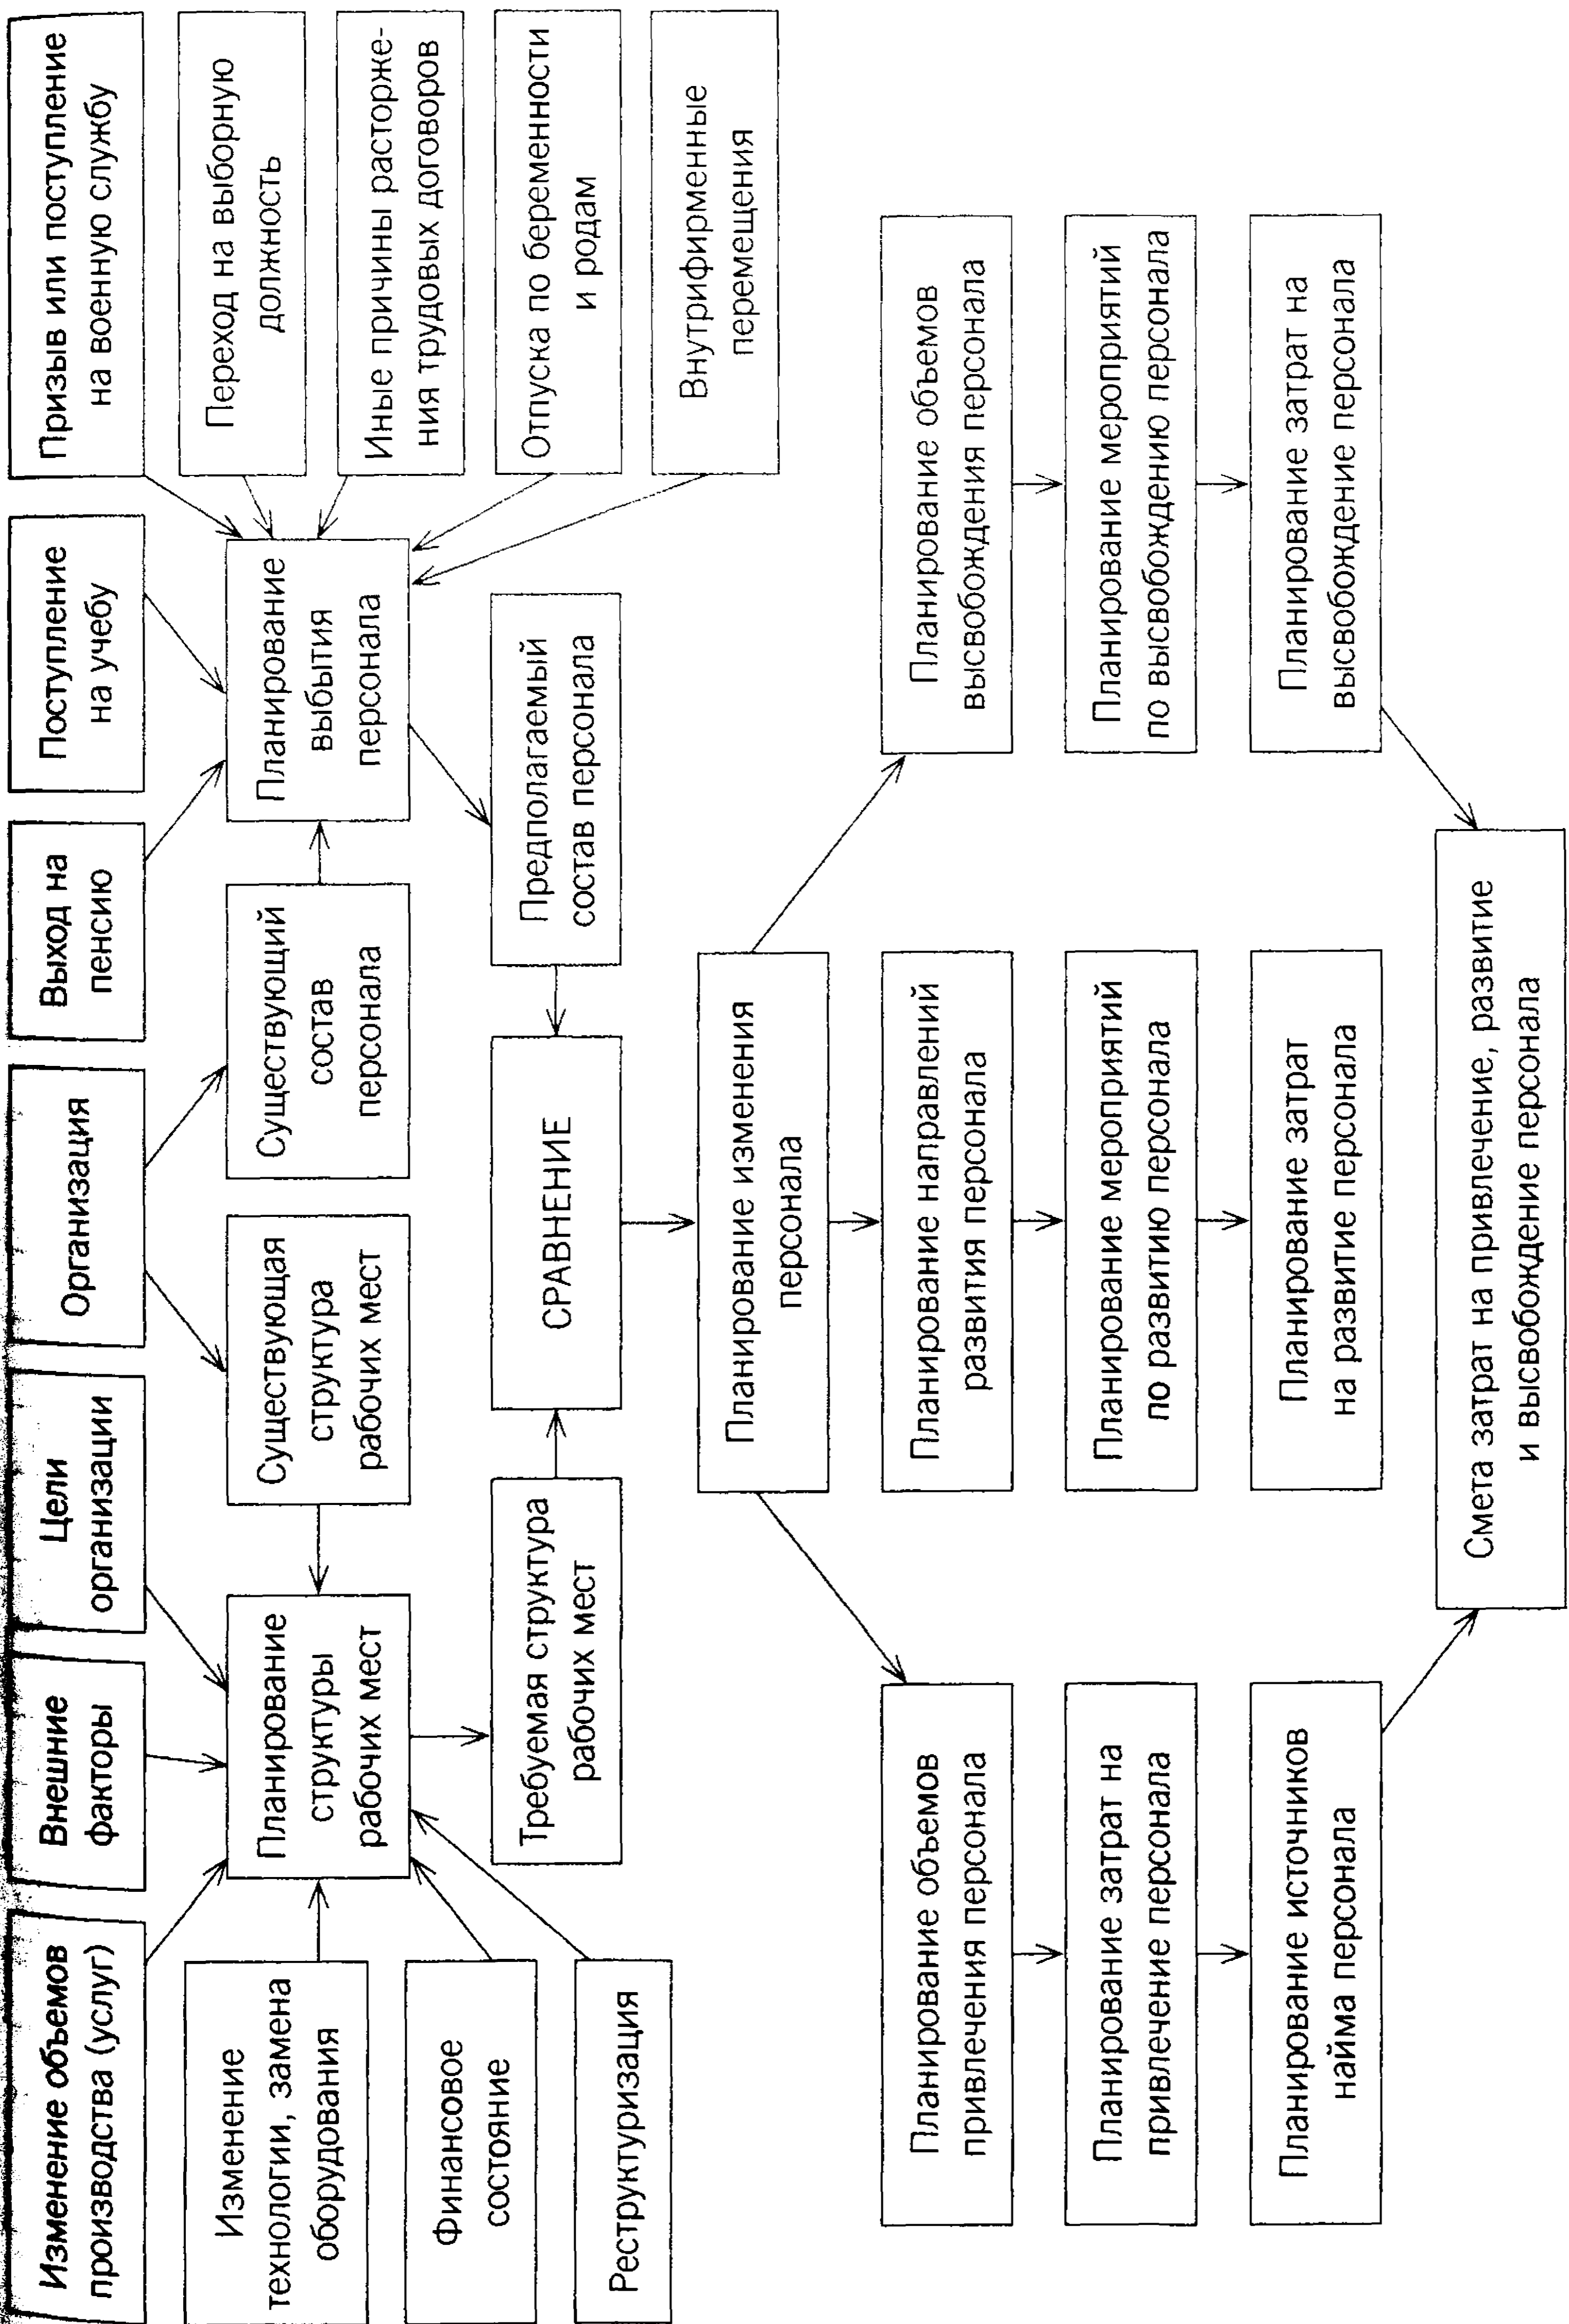 Изменение объемов
производства (услуг)
Внешние
факторы
Цели
организации
Организация
Выход на
пенсию
Поступление
на учебу
Призыв или поступление
на военную службу
Изменение
технологии, замена
оборудования
Планирование
структуры
рабочих мест
Существующая
структура
рабочих мест
Существующий
состав
персонала
Планирование
выбытия
персонала
Переход на выборную
должность
Иные причины расторже-
ния трудовых договоров
Финансовое
состояние
Требуемая структура
рабочих мест
СРАВНЕНИЕ
Предполагаемый
состав персонала
Отпуска по беременности
и родам
Реструктуризация
Внутрифирменные
перемещения
Планирование изменения
персонала
Планирование объемов
привлечения персонала
Планирование направлений
развития персонала
Планирование объемов
высвобождения персонала
Планирование затрат на
привлечение персонала
Планирование мероприятий
по развитию персонала
Планирование мероприятий
по высвобождению персонала
Планирование источников
найма персонала
Планирование затрат
на развитие персонала
Планирование затрат на
высвобождение персонала
Смета затрат на привлечение, развитие
и высвобождение персонала